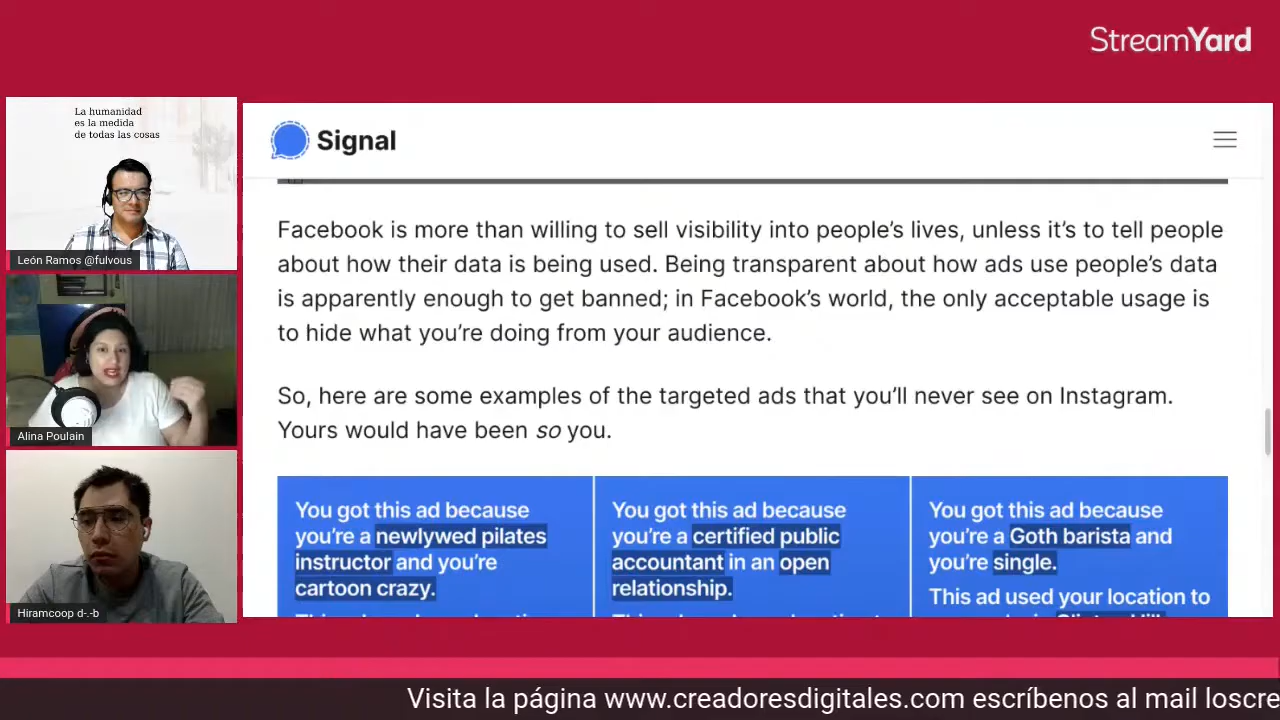 StreamYard
La humanidad
es la medida
de todas las cosas
León Ramos @fulvous
Alina Poulain
Hiramcoop d-.-b
Signal
Facebook is more than willing to sell visibility into people’s lives, unless it’s to tell people
about how their data is being used. Being transparent about how ads use people’s data
is apparently enough to get banned; in Facebook’s world, the only acceptable usage is
to hide what you’re doing from your audience.
So, here are some examples of the targeted ads that you’ll never see on Instagram.
Yours would have been so you.
You got this ad because
you’re a newlywed pilates
instructor and you’re
cartoon crazy.
You got this ad because
you’re a certified public
accountant in an open
relationship.
You got this ad because
you’re a Goth barista and
you’re single.
This ad used your location to
Visita la página www.creadoresdigitales.com escríbenos al mail loscre